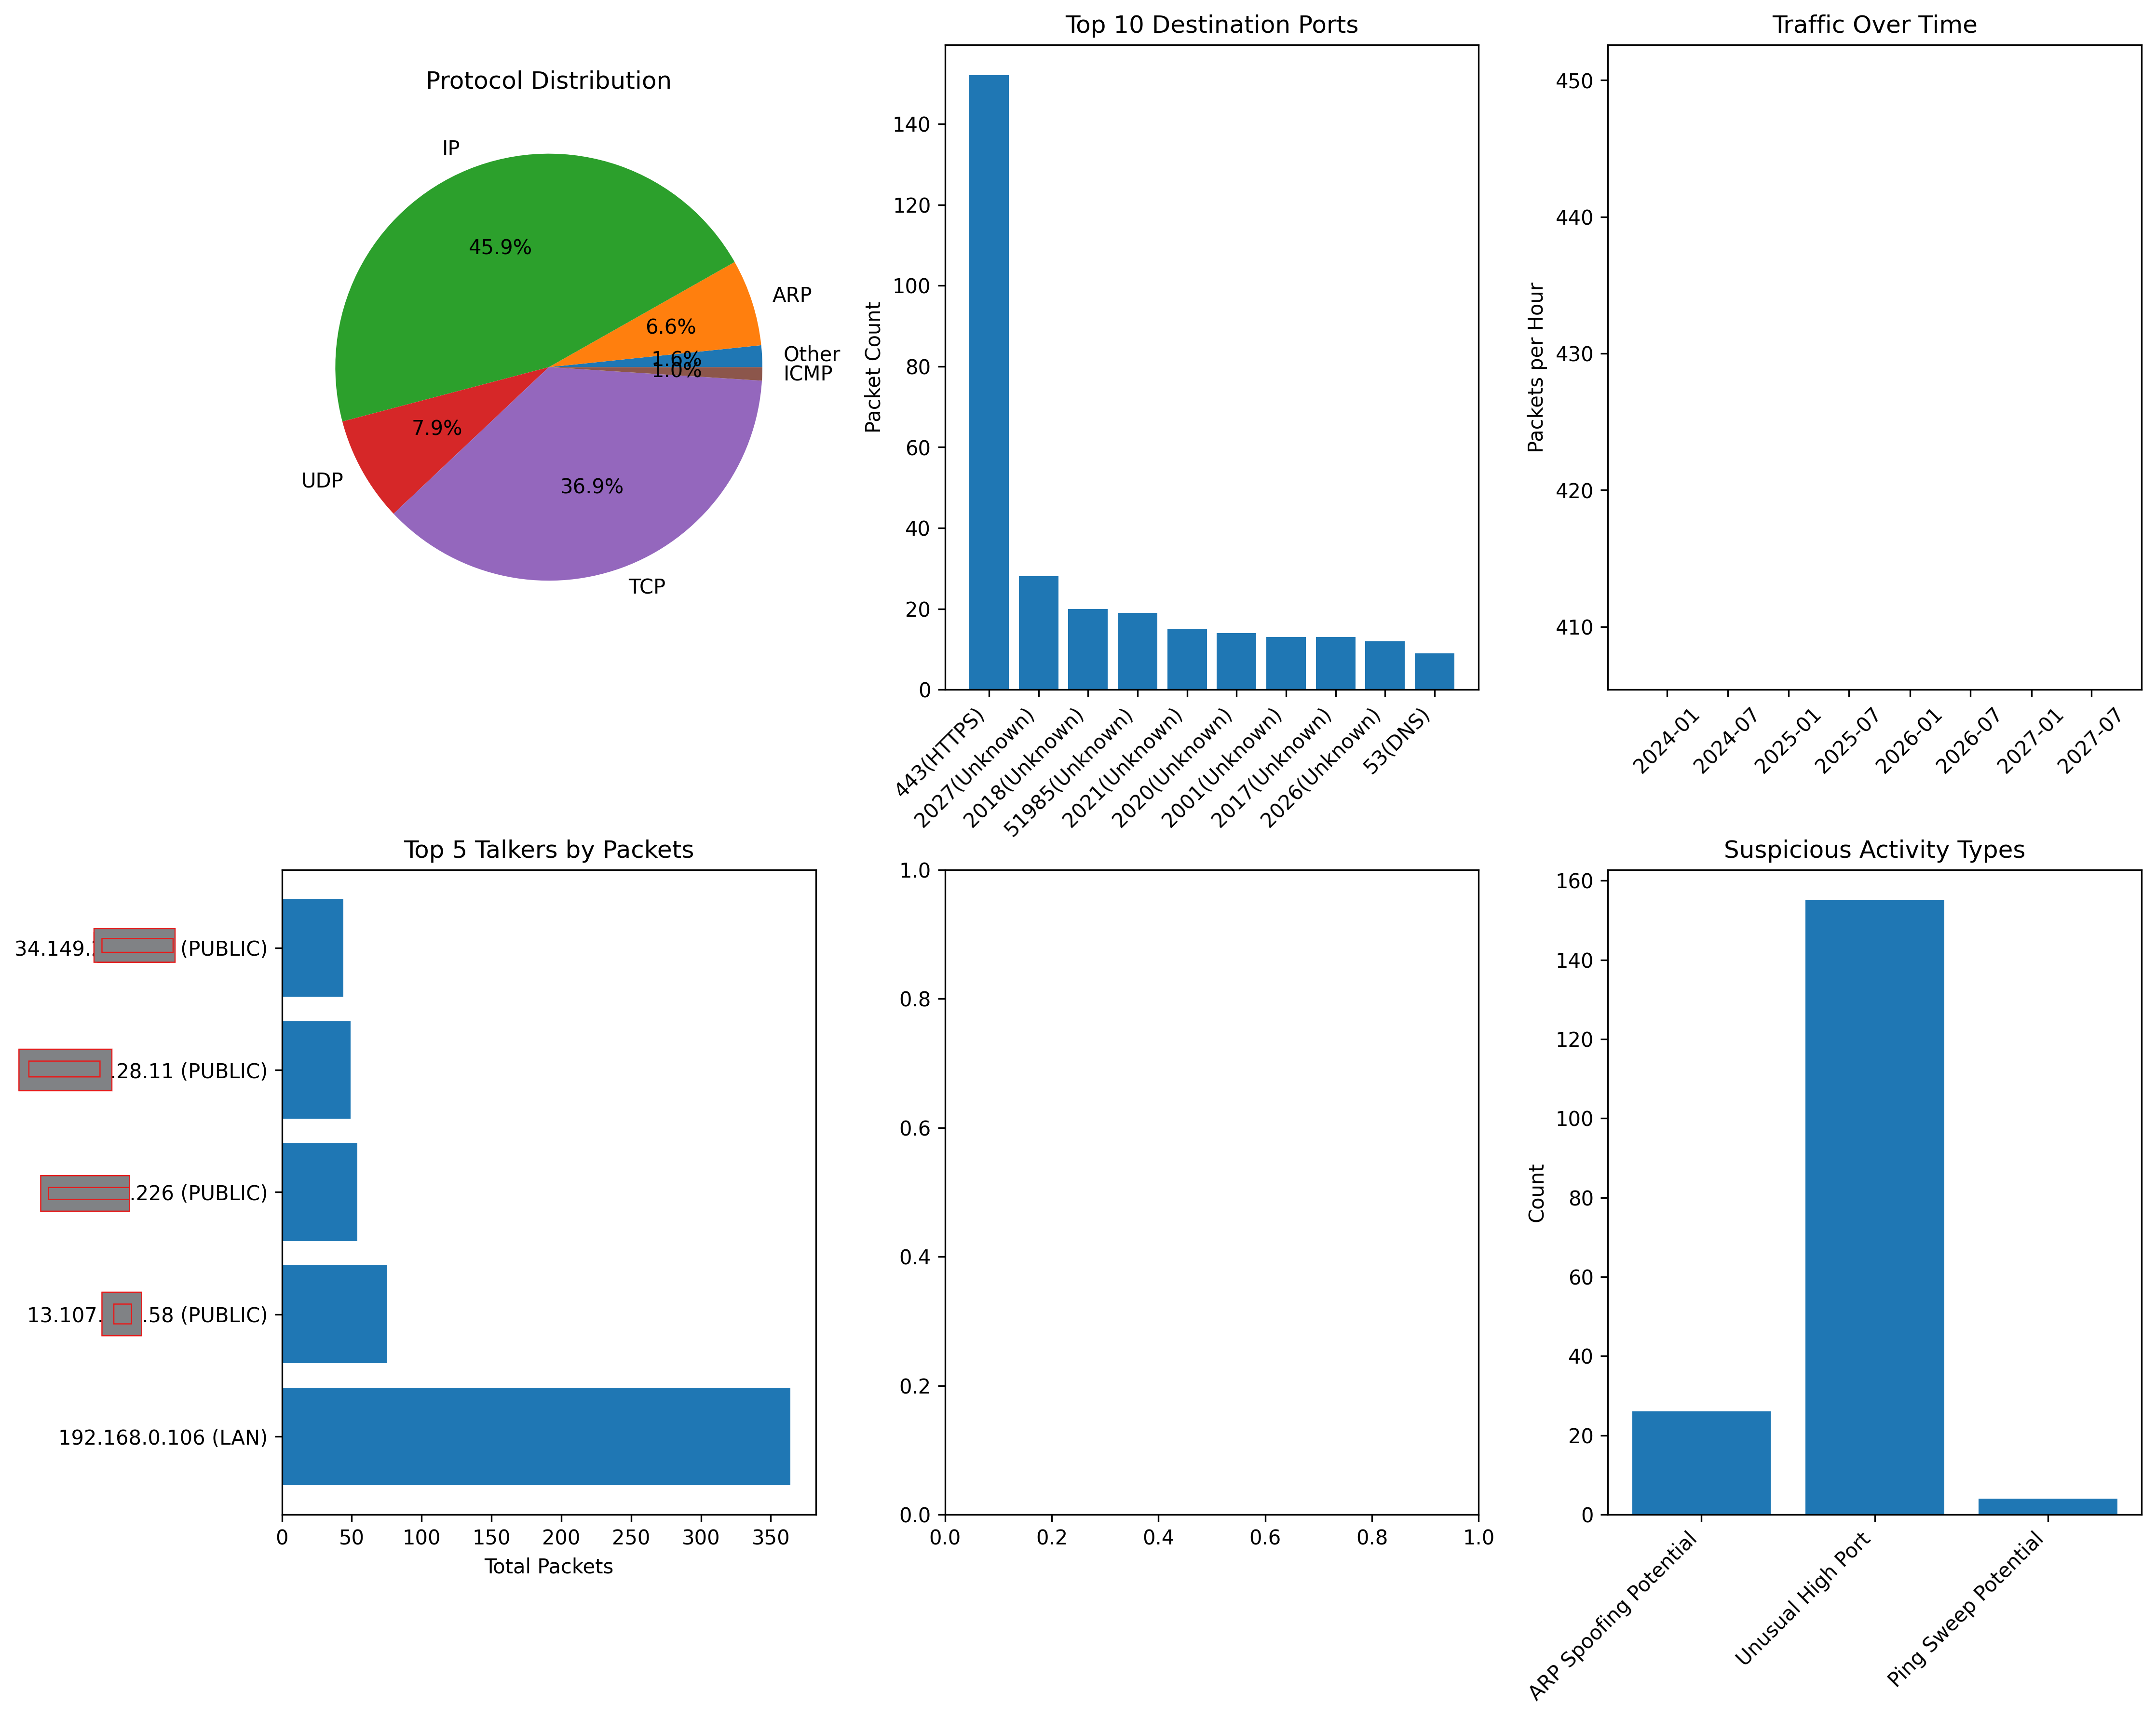 Protocol Distribution
IP
45.9%
ARP
6.6%
Other
1.6%
ICMP
1.0%
UDP
7.9%
TCP
36.9%
Top 10 Destination Ports
Packet Count
140
120
100
80
60
40
20
0
443(HTTPS)
2027(Unknown)
2018(Unknown)
51985(Unknown)
2021(Unknown)
2020(Unknown)
2001(Unknown)
2017(Unknown)
2026(Unknown)
53(DNS)
Traffic Over Time
Packets per Hour
450
440
430
420
410
2024-01
2024-07
2025-01
2025-07
2026-01
2026-07
2027-01
2027-07
Top 5 Talkers by Packets
34.149. (PUBLIC)
.28.11 (PUBLIC)
.226 (PUBLIC)
13.107. .58 (PUBLIC)
192.168.0.106 (LAN)
0 50 100 150 200 250 300 350
Total Packets
1.0
0.8
0.6
0.4
0.2
0.0
0.0 0.2 0.4 0.6 0.8 1.0
Suspicious Activity Types
Count
160
140
120
100
80
60
40
20
0
ARP Spoofing Potential
Unusual High Port
Ping Sweep Potential